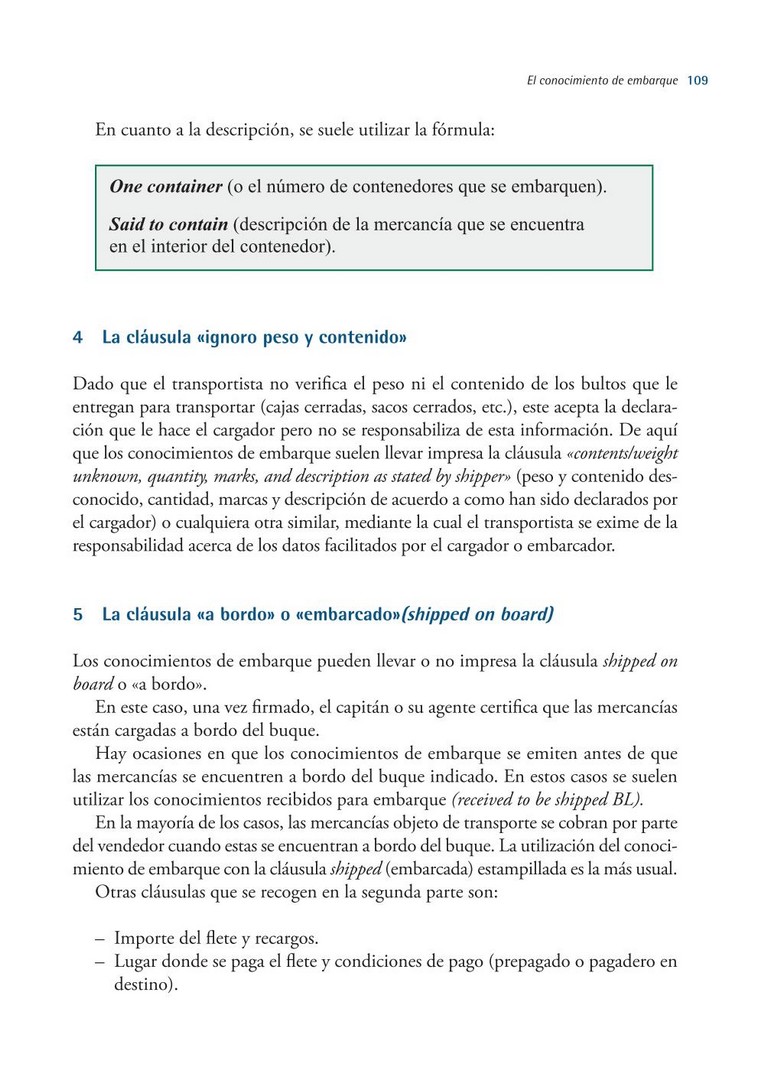 El conocimiento de embarque 109
En cuanto a la descripción, se suele utilizar la fórmula:
One container (o el número de contenedores que se embarquen).
Said to contain (descripción de la mercancía que se encuentra
en el interior del contenedor).
4 La cláusula «ignoro peso y contenido»
Dado que el transportista no verifica el peso ni el contenido de los bultos que le
entregan para transportar (cajas cerradas, sacos cerrados, etc.), este acepta la declara-
ción que le hace el cargador pero no se responsabiliza de esta información. De aquí
que los conocimientos de embarque suelen llevar impresa la cláusula «contents/weight
unknown, quantity, marks, and description as stated by shipper» (peso y contenido des-
conocido, cantidad, marcas y descripción de acuerdo a como han sido declarados por
el cargador) o cualquiera otra similar, mediante la cual el transportista se exime de la
responsabilidad acerca de los datos facilitados por el cargador o embarcador.
5 La cláusula «a bordo» o «embarcado»(shipped on board)
Los conocimientos de embarque pueden llevar o no impresa la cláusula shipped on
board o «a bordo».
En este caso, una vez firmado, el capitán o su agente certifica que las mercancías
están cargadas a bordo del buque.
Hay ocasiones en que los conocimientos de embarque se emiten antes de que
las mercancías se encuentren a bordo del buque indicado. En estos casos se suelen
utilizar los conocimientos recibidos para embarque (received to be shipped BL).
En la mayoría de los casos, las mercancías objeto de transporte se cobran por parte
del vendedor cuando estas se encuentran a bordo del buque. La utilización del conoci-
miento de embarque con la cláusula shipped (embarcada) estampillada es la más usual.
Otras cláusulas que se recogen en la segunda parte son:
– Importe del flete y recargos.
– Lugar donde se paga el flete y condiciones de pago (prepagado o pagadero en
destino).